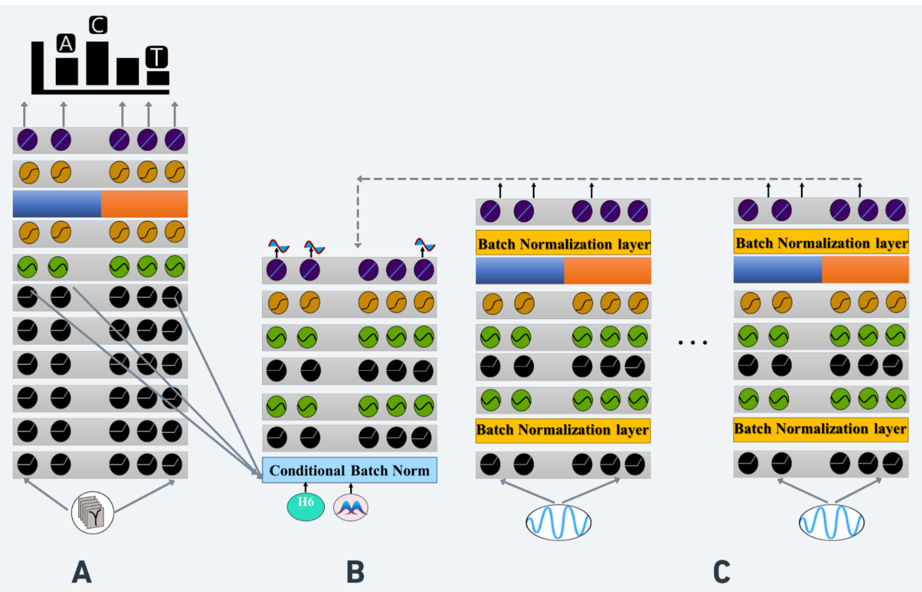 A
C
T
Batch Normalization layer
Batch Normalization layer
...
Batch Normalization layer
Batch Normalization layer
Conditional Batch Norm
H6
γ
A
B
C